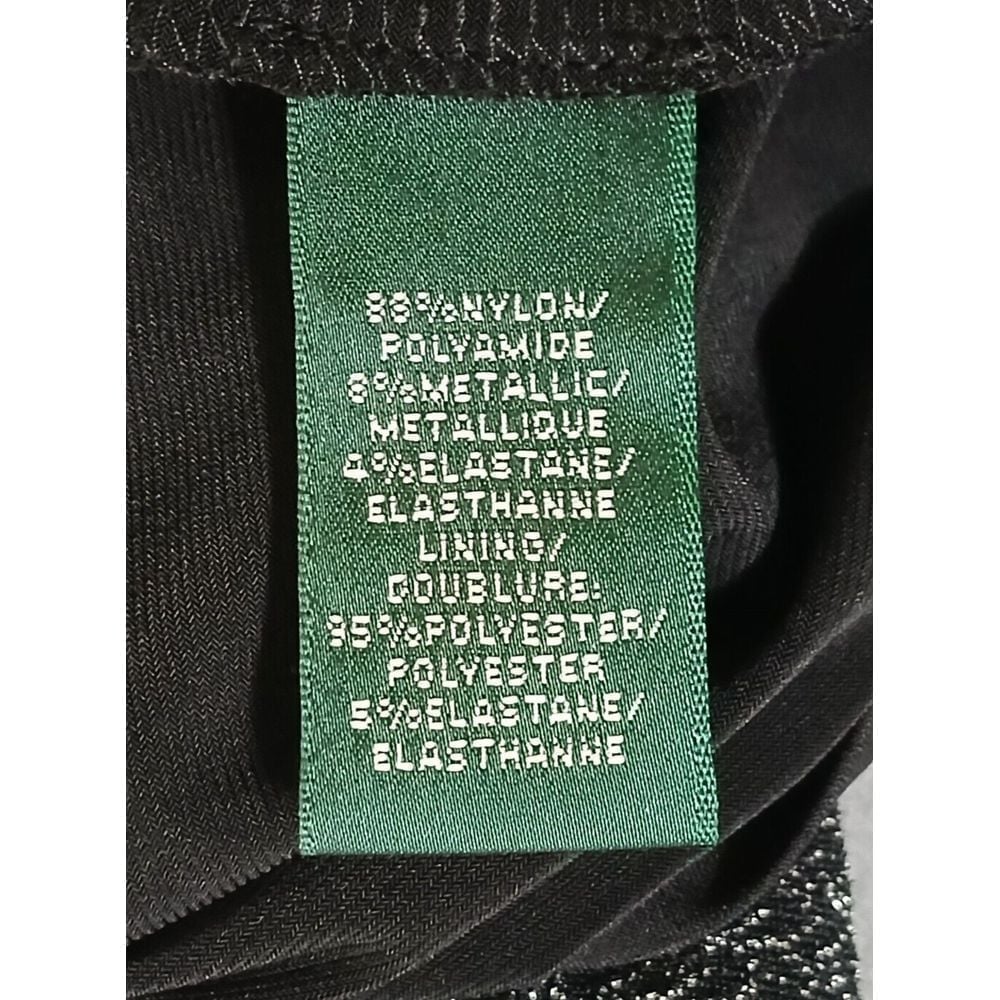 88%NYLON/
POLYAMIDE
8%METALLIC/
METALLIQUE
4%ELASTANE/
ELASTHANNE
LINING/
DOUBLURE:
95%POLYESTER/
POLYESTER
5%ELASTANE/
ELASTHANNE